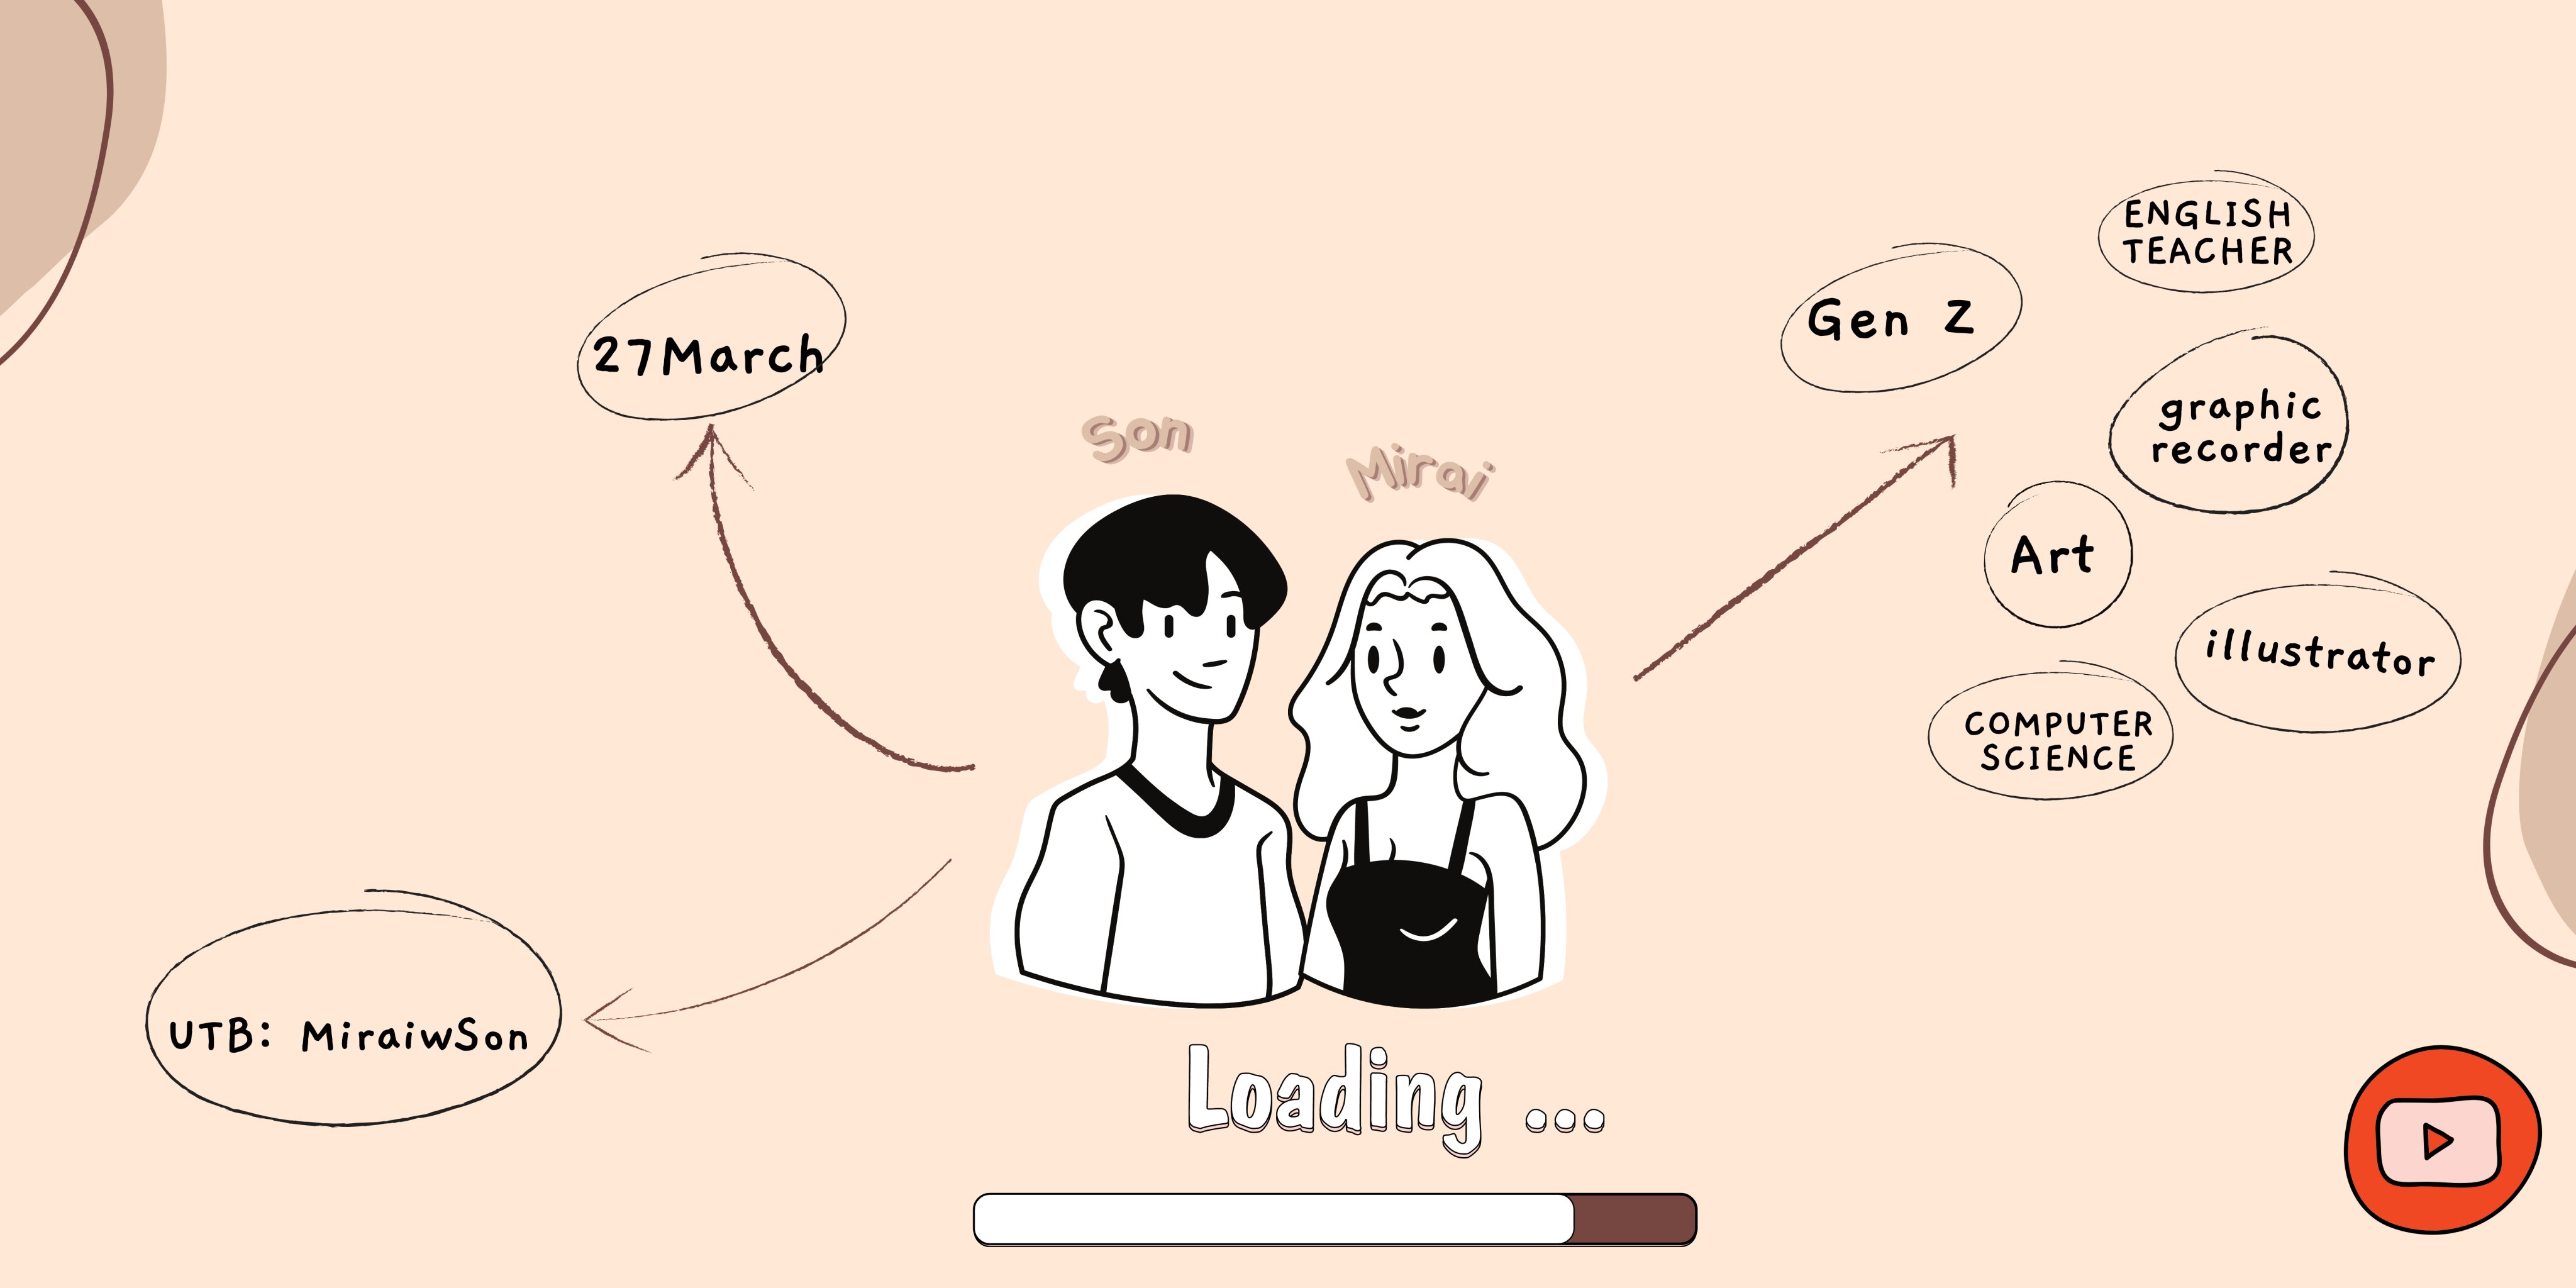 27March
Son
Mirai
Gen Z
ENGLISH
TEACHER
graphic
recorder
Art
illustrator
COMPUTER
SCIENCE
UTB: MiraiwSon
Loading ...